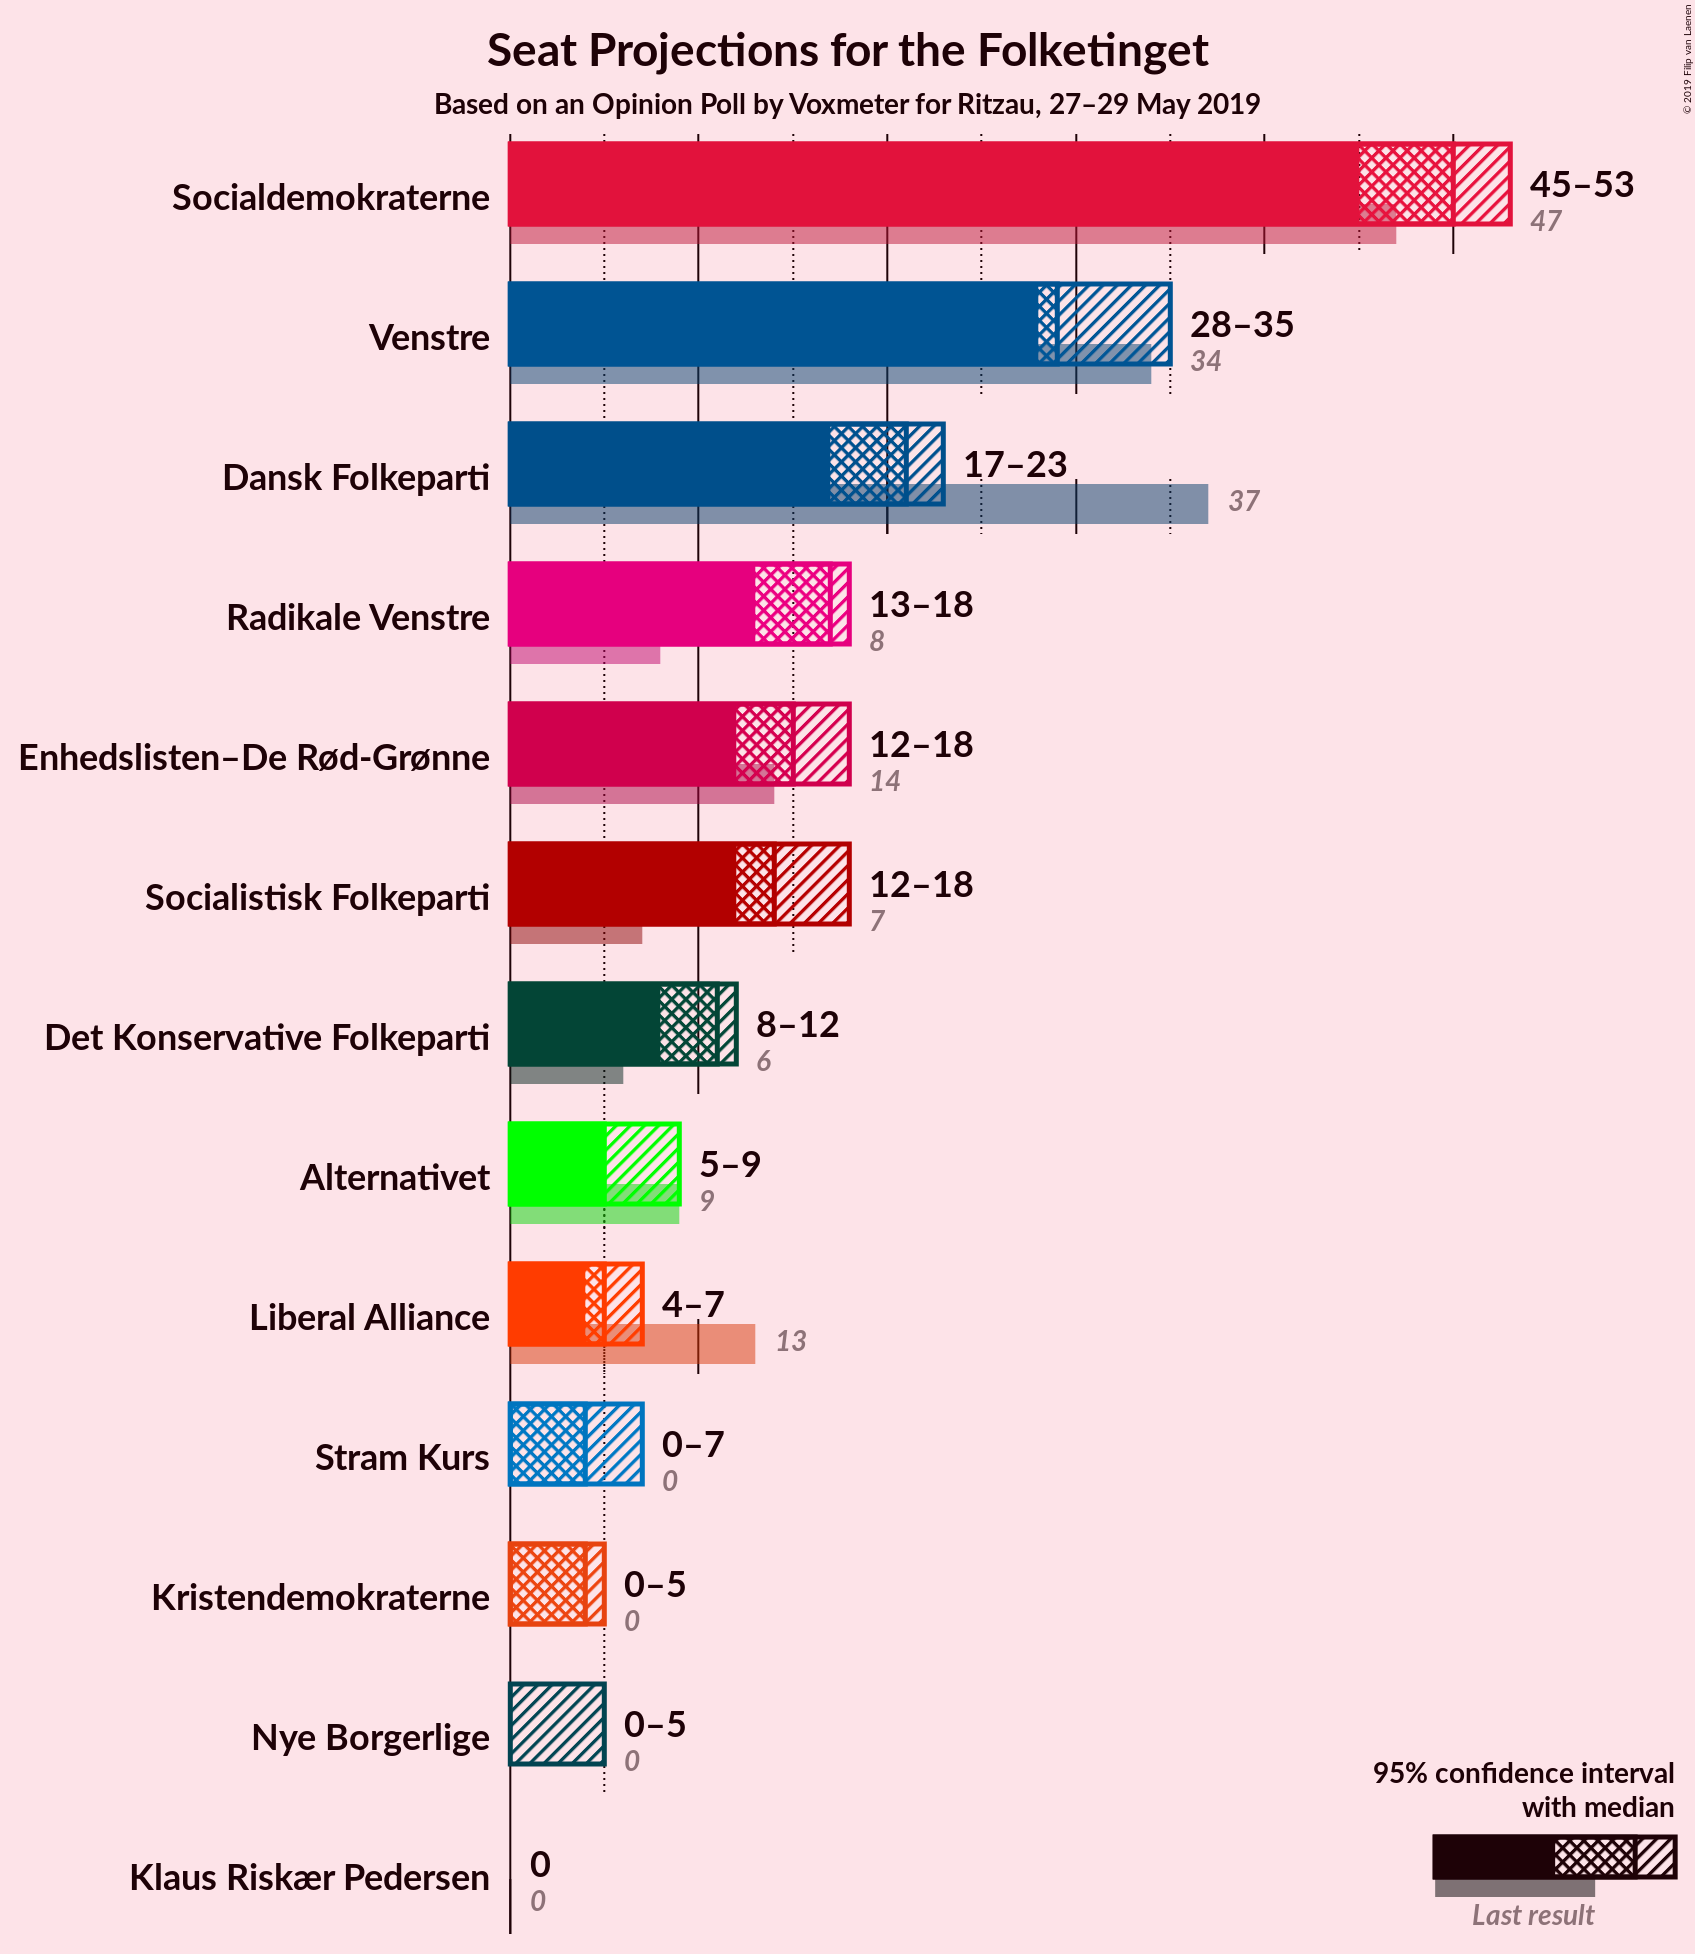 Seat Projections for the Folketinget
Based on an Opinion Poll by Voxmeter for Ritzau, 27–29 May 2019
© 2019 Filip van Laenen
Socialdemokraterne
45–53
47
Venstre
28–35
34
Dansk Folkeparti
17–23
37
Radikale Venstre
13–18
8
Enhedslisten–De Rød-Grønne
12–18
14
Socialistisk Folkeparti
12–18
7
Det Konservative Folkeparti
8–12
6
Alternativet
5–9
9
Liberal Alliance
4–7
13
Stram Kurs
0–7
0
Kristendemokraterne
0–5
0
Nye Borgerlige
0–5
0
Klaus Riskær Pedersen
0
0
95% confidence interval
with median
Last result